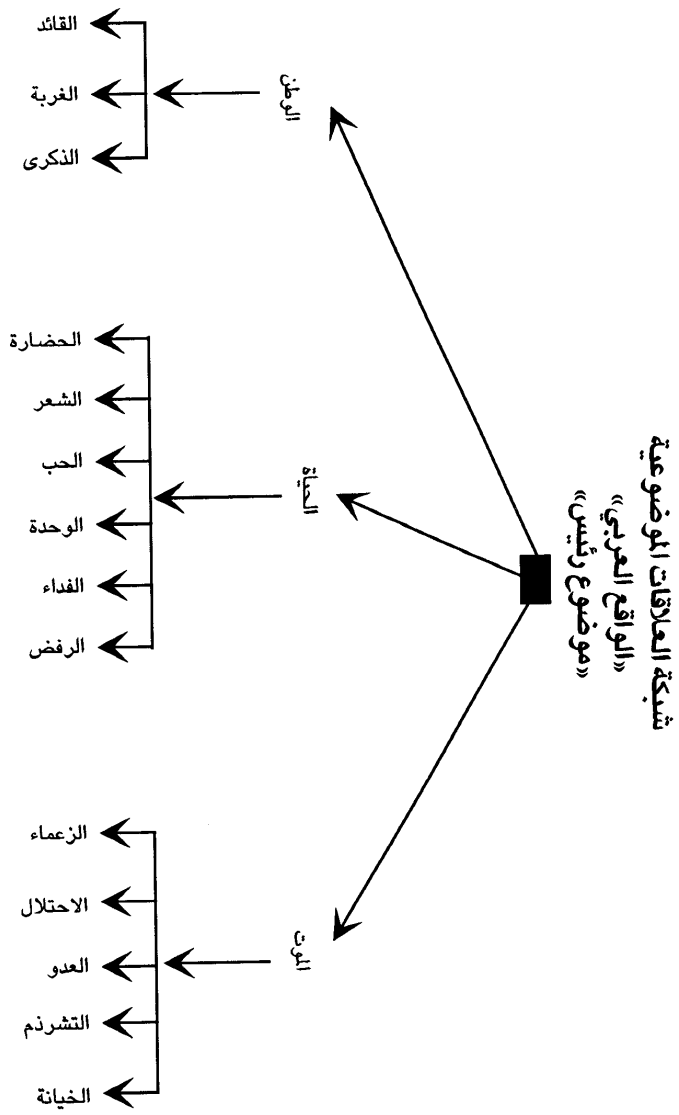 شبكة العلاقات الموضوعية
«الواقع العربي»
«موضوع رئيس»
الوطن
القائد
الغربة
الذكرى
الحياة
الحضارة
الشعر
الحب
الوحدة
الفداء
الرفض
الموت
الزعماء
الاحتلال
العدو
التشرذم
الخيانة